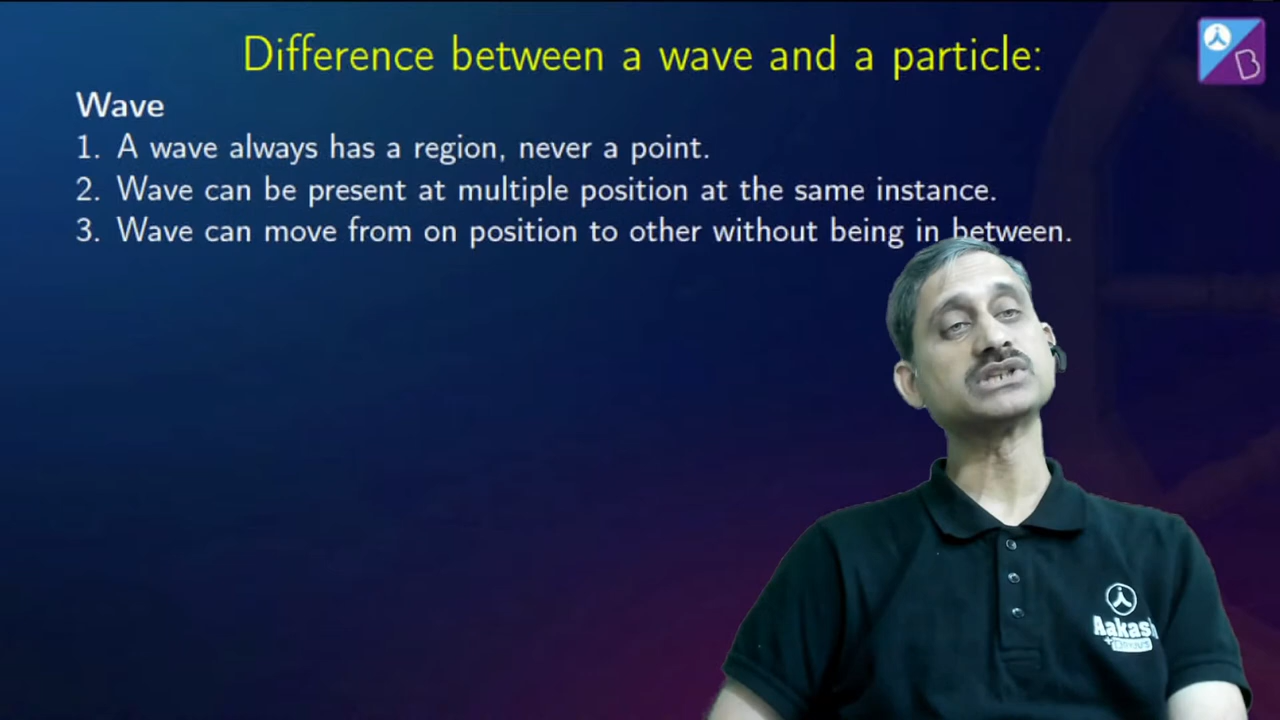 Difference between a wave and a particle:
Wave
1. A wave always has a region, never a point.
2. Wave can be present at multiple position at the same instance.
3. Wave can move from on position to other without being in between.
Aakash